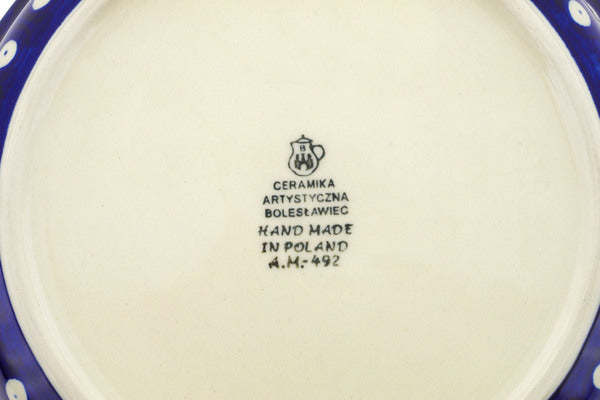 B
CERAMIKA
ARTYSTYCZNA
BOLESŁAWIEC
HAND MADE
IN POLAND
A.M.-492